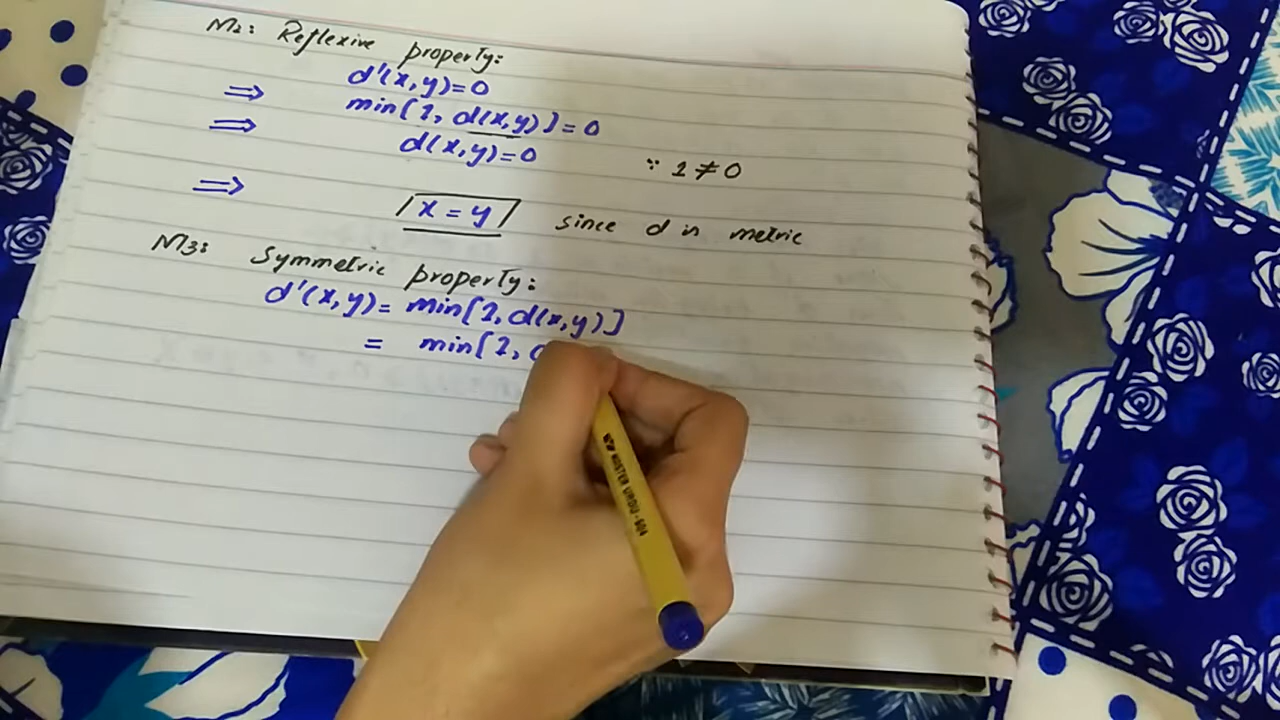 M2: Reflexive property:
d'(x,y)=0
⇒ min[1, d(x,y)]=0
⇒ d(x,y)=0 ∵ 1≠0
⇒ x = y since d is metric
M3: Symmetric property:
d'(x,y)= min[1, d(x,y)]
= min[1,